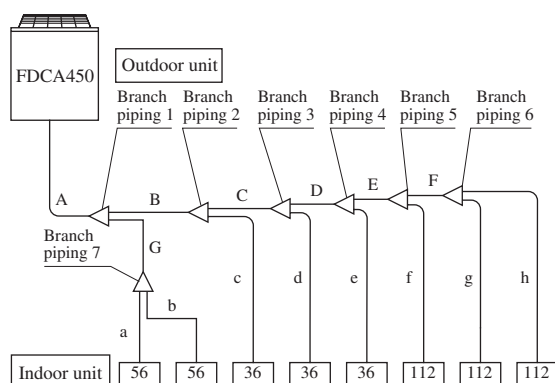 FDCA450
Outdoor unit
Branch
piping 1
Branch
piping 2
Branch
piping 3
Branch
piping 4
Branch
piping 5
Branch
piping 6
A
B
C
D
E
F
G
Branch
piping 7
a
b
c
d
e
f
g
h
Indoor unit
56
56
36
36
36
112
112
112